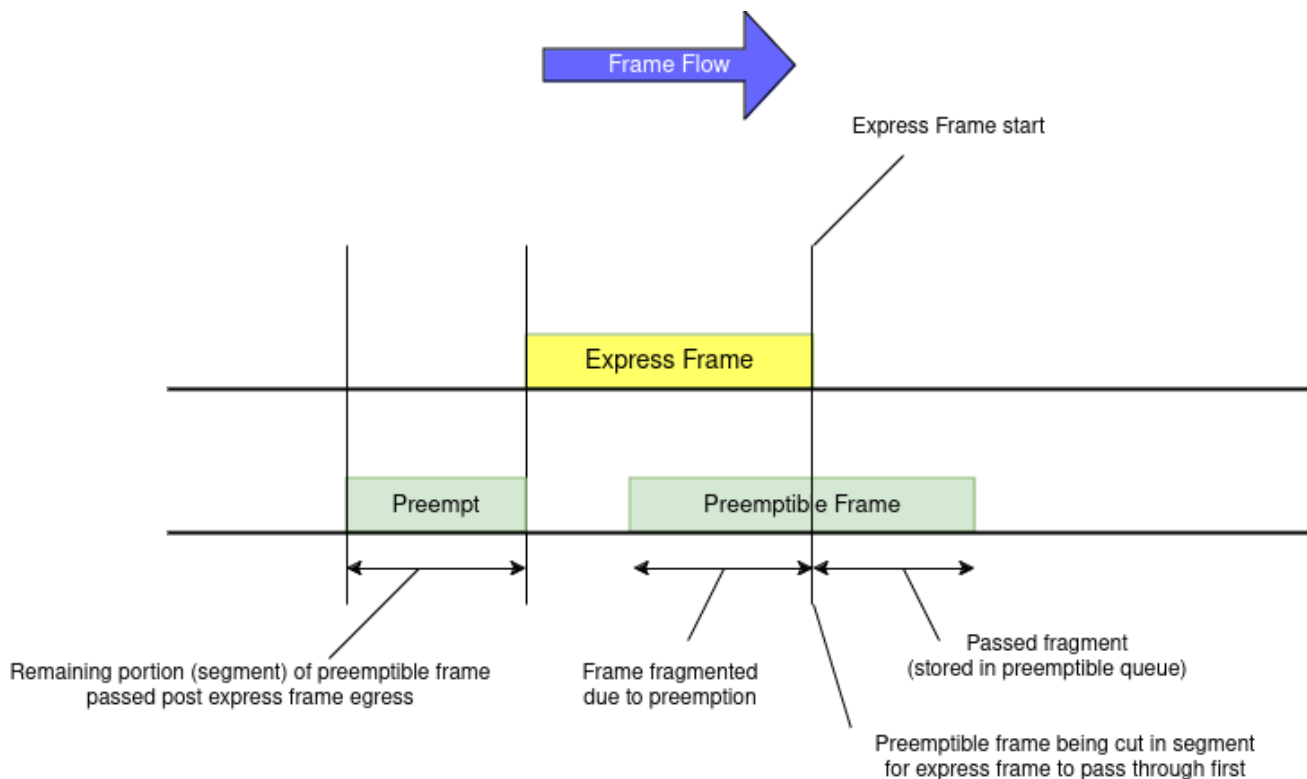 Frame Flow
Express Frame start
Express Frame
Preempt
Preemptible Frame
Remaining portion (segment) of preemptible frame
passed post express frame egress
Frame fragmented
due to preemption
Passed fragment
(stored in preemptible queue)
Preemptible frame being cut in segment
for express frame to pass through first